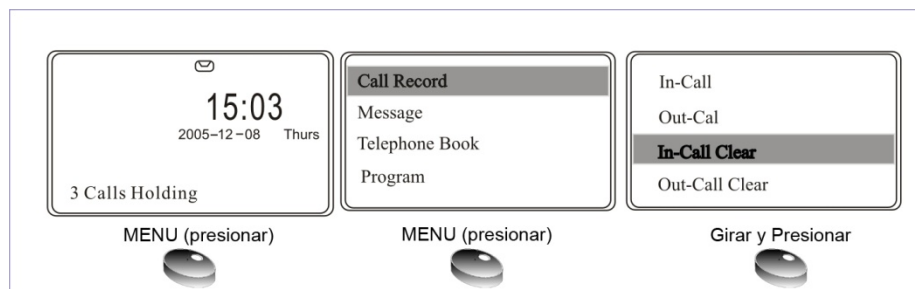 15:03
2005-12-08 Thurs
3 Calls Holding
MENU (presionar)
Call Record
Message
Telephone Book
Program
MENU (presionar)
In-Call
Out-Cal
In-Call Clear
Out-Call Clear
Girar y Presionar